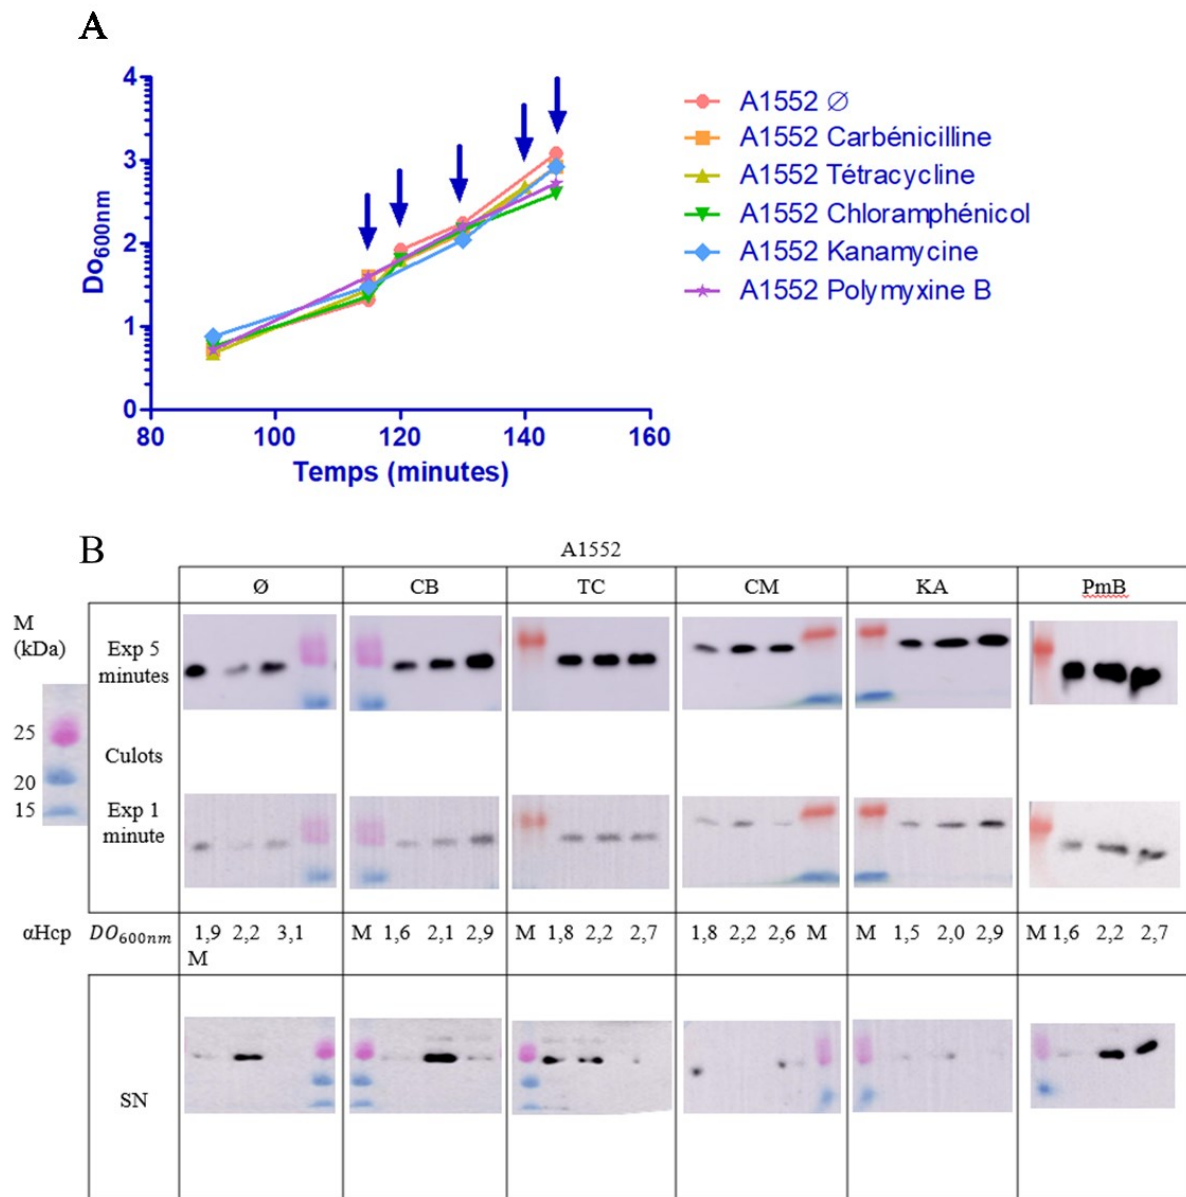 A
4
3
2
1
0
Do600nm
80 100 120 140 160
Temps (minutes)
A1552 ∅
A1552 Carbénicilline
A1552 Tétracycline
A1552 Chloramphénicol
A1552 Kanamycine
A1552 Polymyxine B
B
A1552
Ø CB TC CM KA PmB
M
(kDa)
25
20
15
Exp 5
minutes
Culots
Exp 1
minute
αHcp DO600nm 1,9 2,2 3,1 M 1,6 2,1 2,9 M 1,8 2,2 2,7 1,8 2,2 2,6 M M 1,5 2,0 2,9 M 1,6 2,2 2,7
M
SN